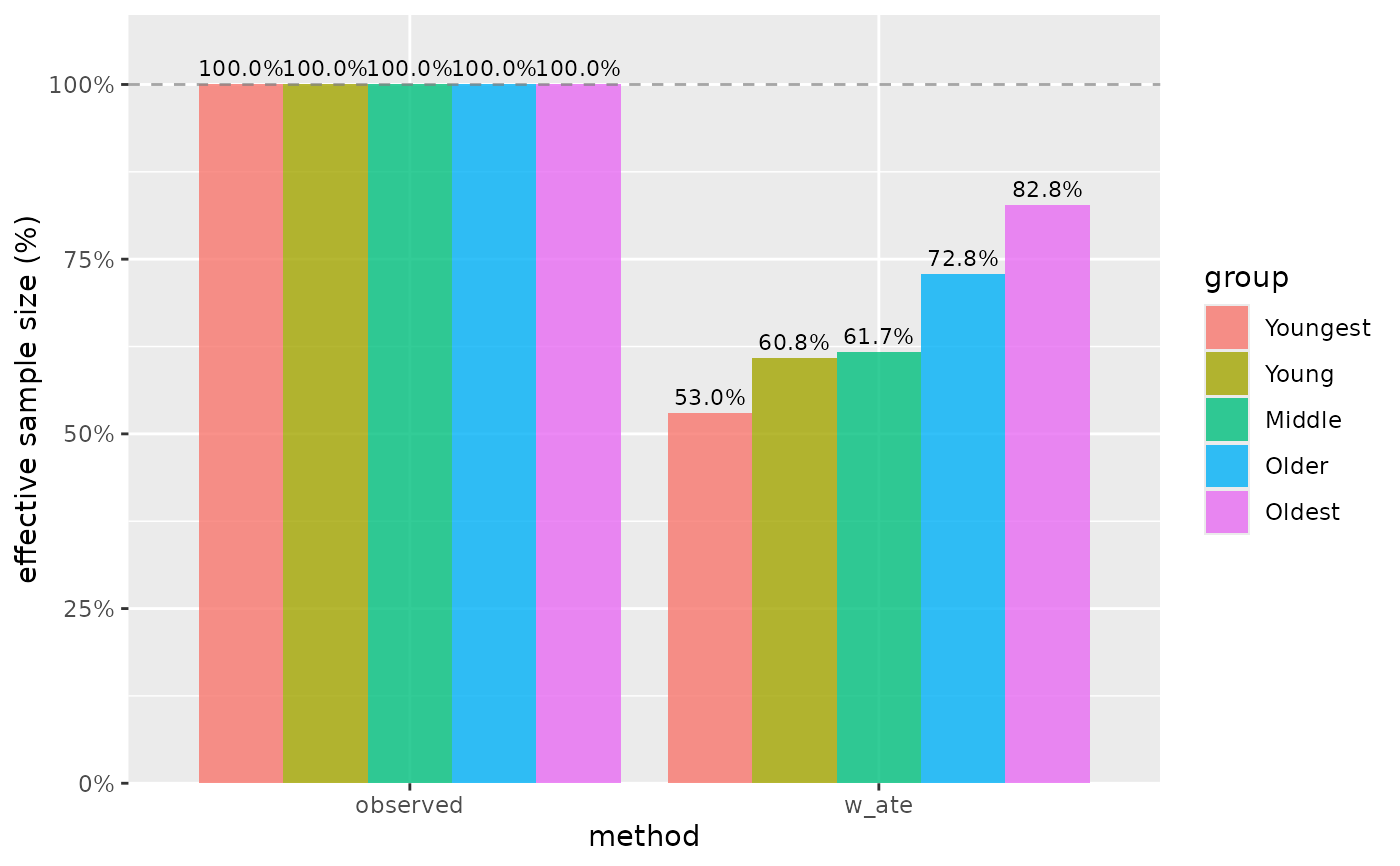 effective sample size (%)
100%
75%
50%
25%
0%
100.0% 100.0% 100.0% 100.0% 100.0%
53.0%
60.8%
61.7%
72.8%
82.8%
observed
w_ate
method
group
Youngest
Young
Middle
Older
Oldest